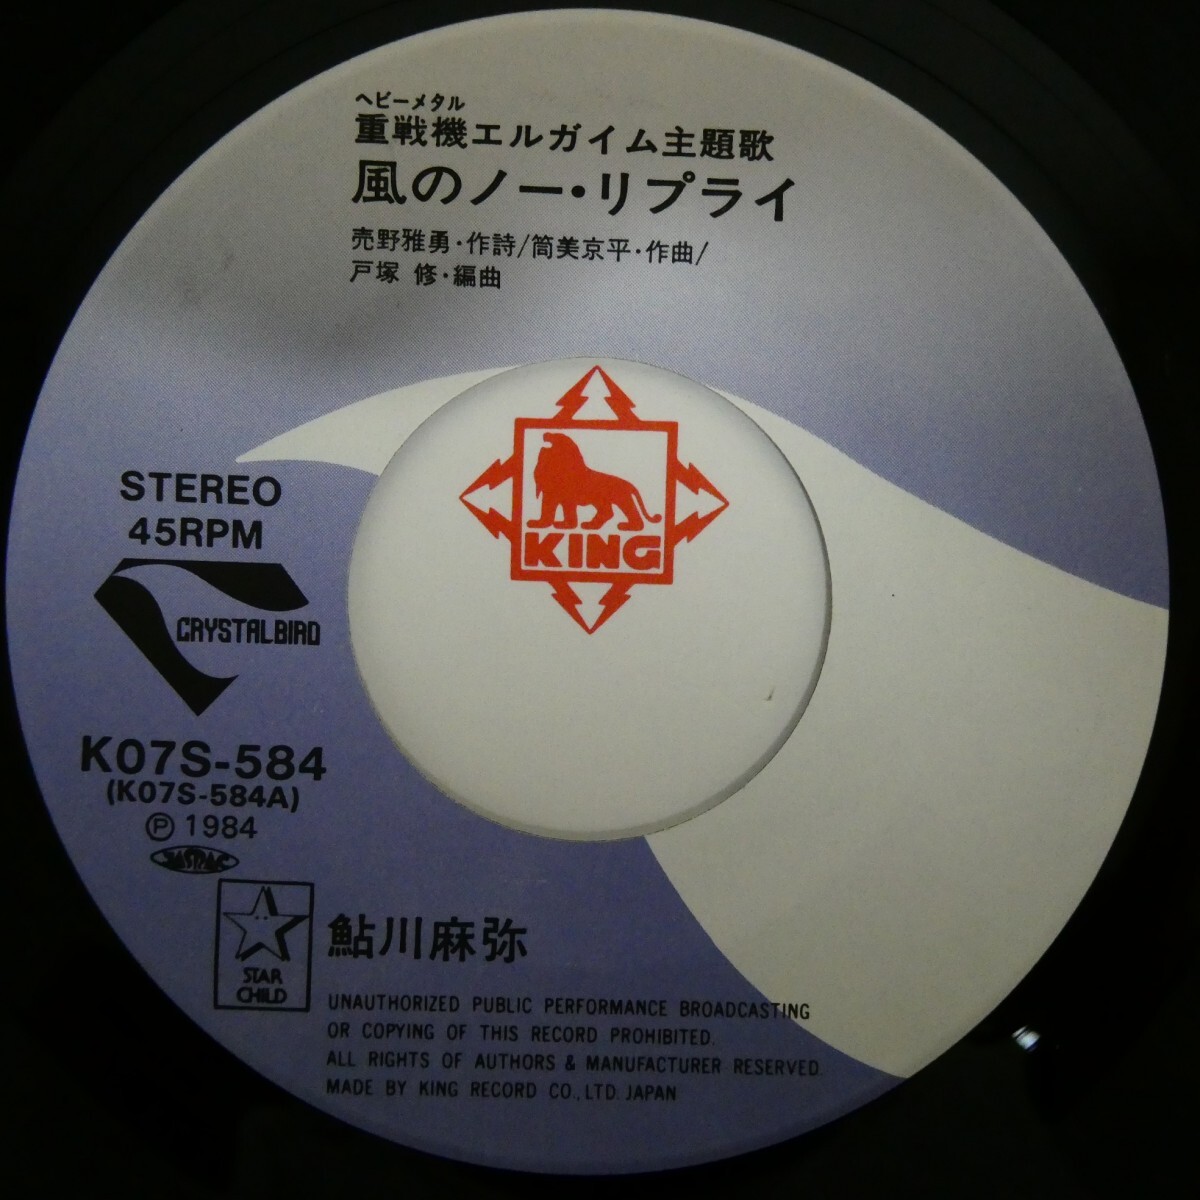 ヘビーメタル
重戦機エルガイム主題歌
風のノー・リプライ
売野雅勇・作詩/筒美京平・作曲/
戸塚 修・編曲
KING
STEREO
45RPM
CRYSTAL BIRD
K07S-584
(K07S-584A)
Ⓟ 1984
JASRAC
STAR
CHILD
鮎川麻弥
UNAUTHORIZED PUBLIC PERFORMANCE BROADCASTING
OR COPYING OF THIS RECORD PROHIBITED.
ALL RIGHTS OF AUTHORS & MANUFACTURER RESERVED.
MADE BY KING RECORD CO., LTD. JAPAN